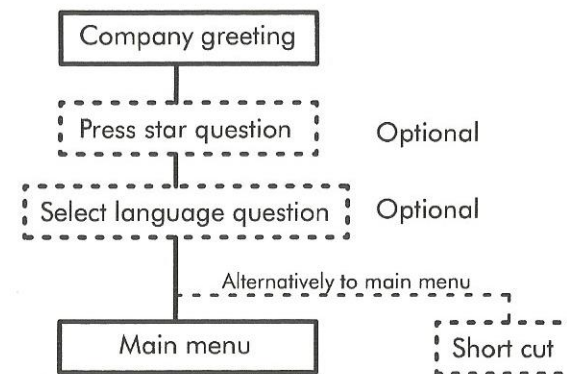 Company greeting
Press star question
Optional
Select language question
Optional
Alternatively to main menu
Main menu
Short cut